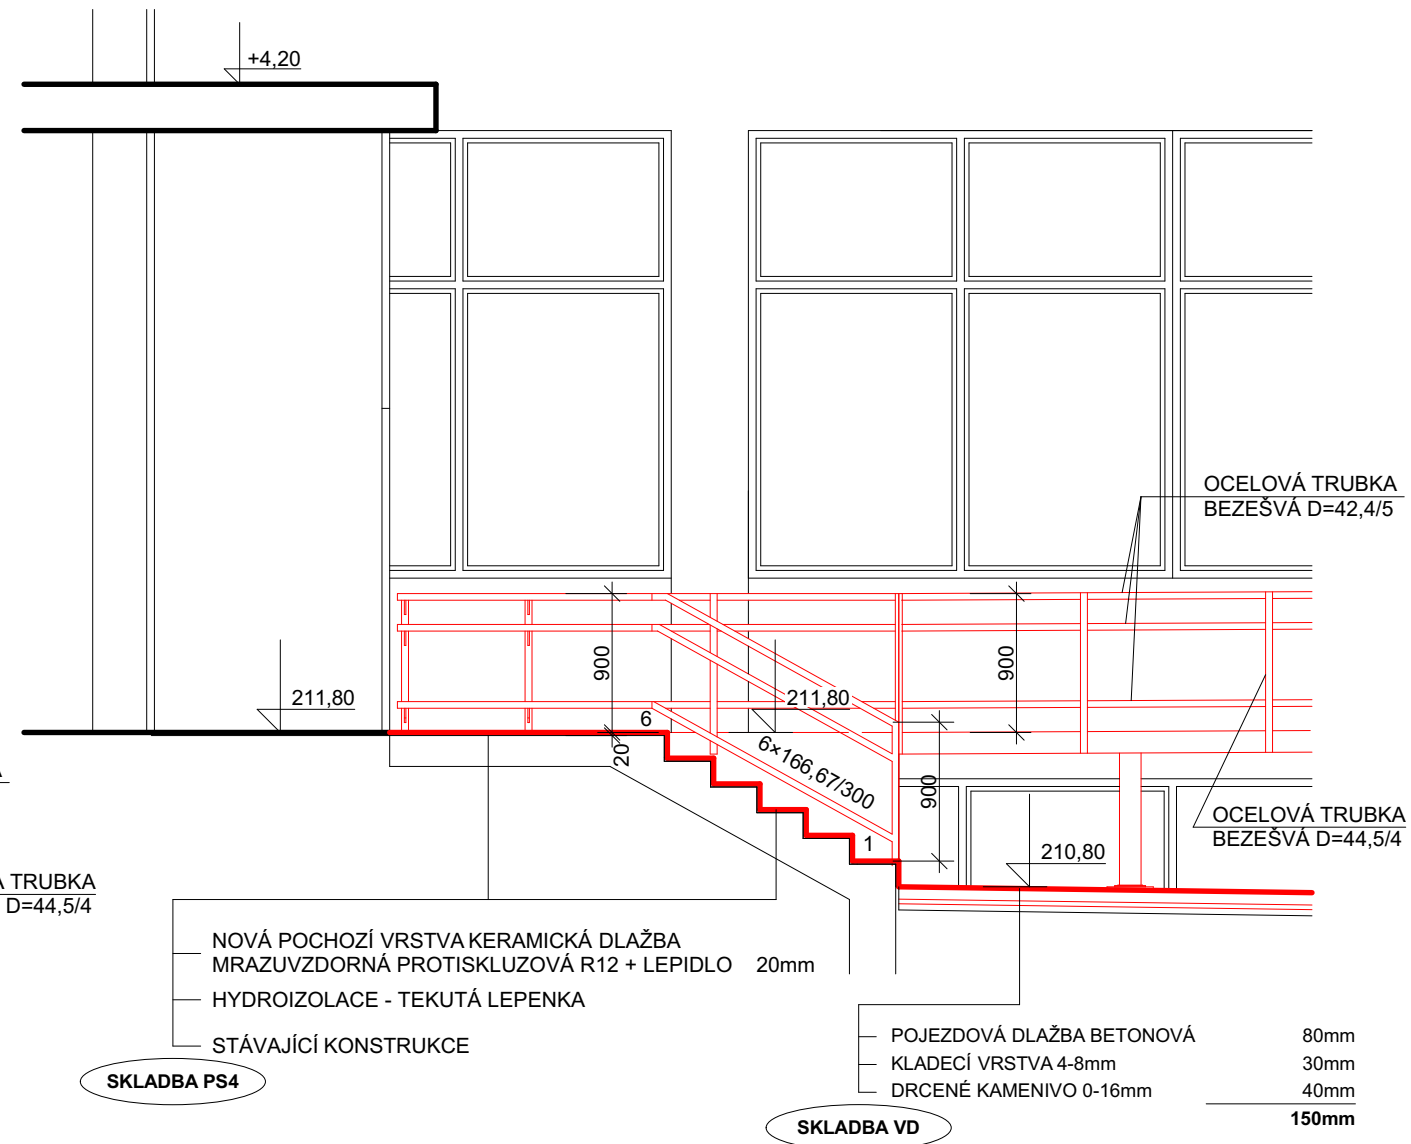 +4,20
OCELOVÁ TRUBKA
BEZEŠVÁ D=42,4/5
900
900
211,80
211,80
6
20
6×166,67/300
900
1
210,80
OCELOVÁ TRUBKA
BEZEŠVÁ D=44,5/4
TRUBKA
D=44,5/4
NOVÁ POCHOZÍ VRSTVA KERAMICKÁ DLAŽBA
MRAZUVZDORNÁ PROTISKLUZOVÁ R12 + LEPIDLO 20mm
HYDROIZOLACE - TEKUTÁ LEPENKA
STÁVAJÍCÍ KONSTRUKCE
SKLADBA PS4
POJEZDOVÁ DLAŽBA BETONOVÁ 80mm
KLADECÍ VRSTVA 4-8mm 30mm
DRCENÉ KAMENIVO 0-16mm 40mm
150mm
SKLADBA VD